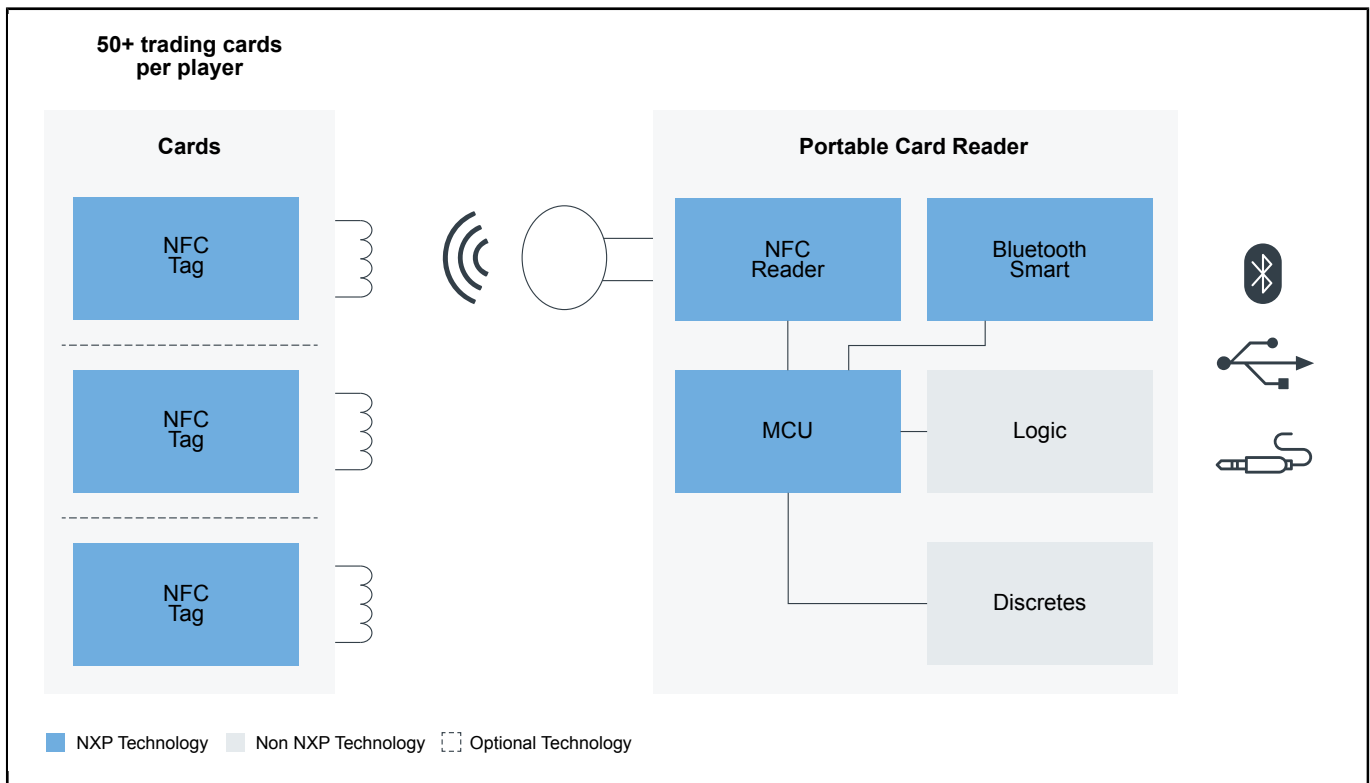 50+ trading cards
per player
Cards
NFC
Tag
NFC
Tag
NFC
Tag
Portable Card Reader
NFC
Reader
Bluetooth
Smart
MCU
Logic
Discretes
NXP Technology
Non NXP Technology
Optional Technology